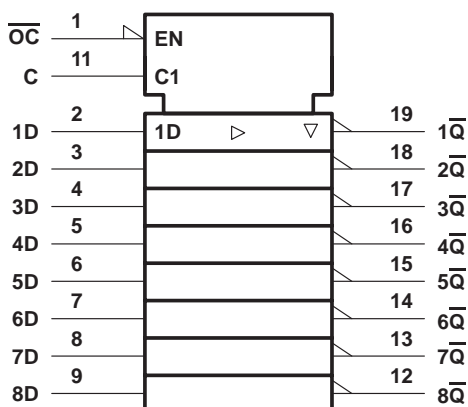 OC 1 EN
C 11 C1
1D 2 1D 19 1Q
2D 3 18 2Q
3D 4 17 3Q
4D 5 16 4Q
5D 6 15 5Q
6D 7 14 6Q
7D 8 13 7Q
8D 9 12 8Q